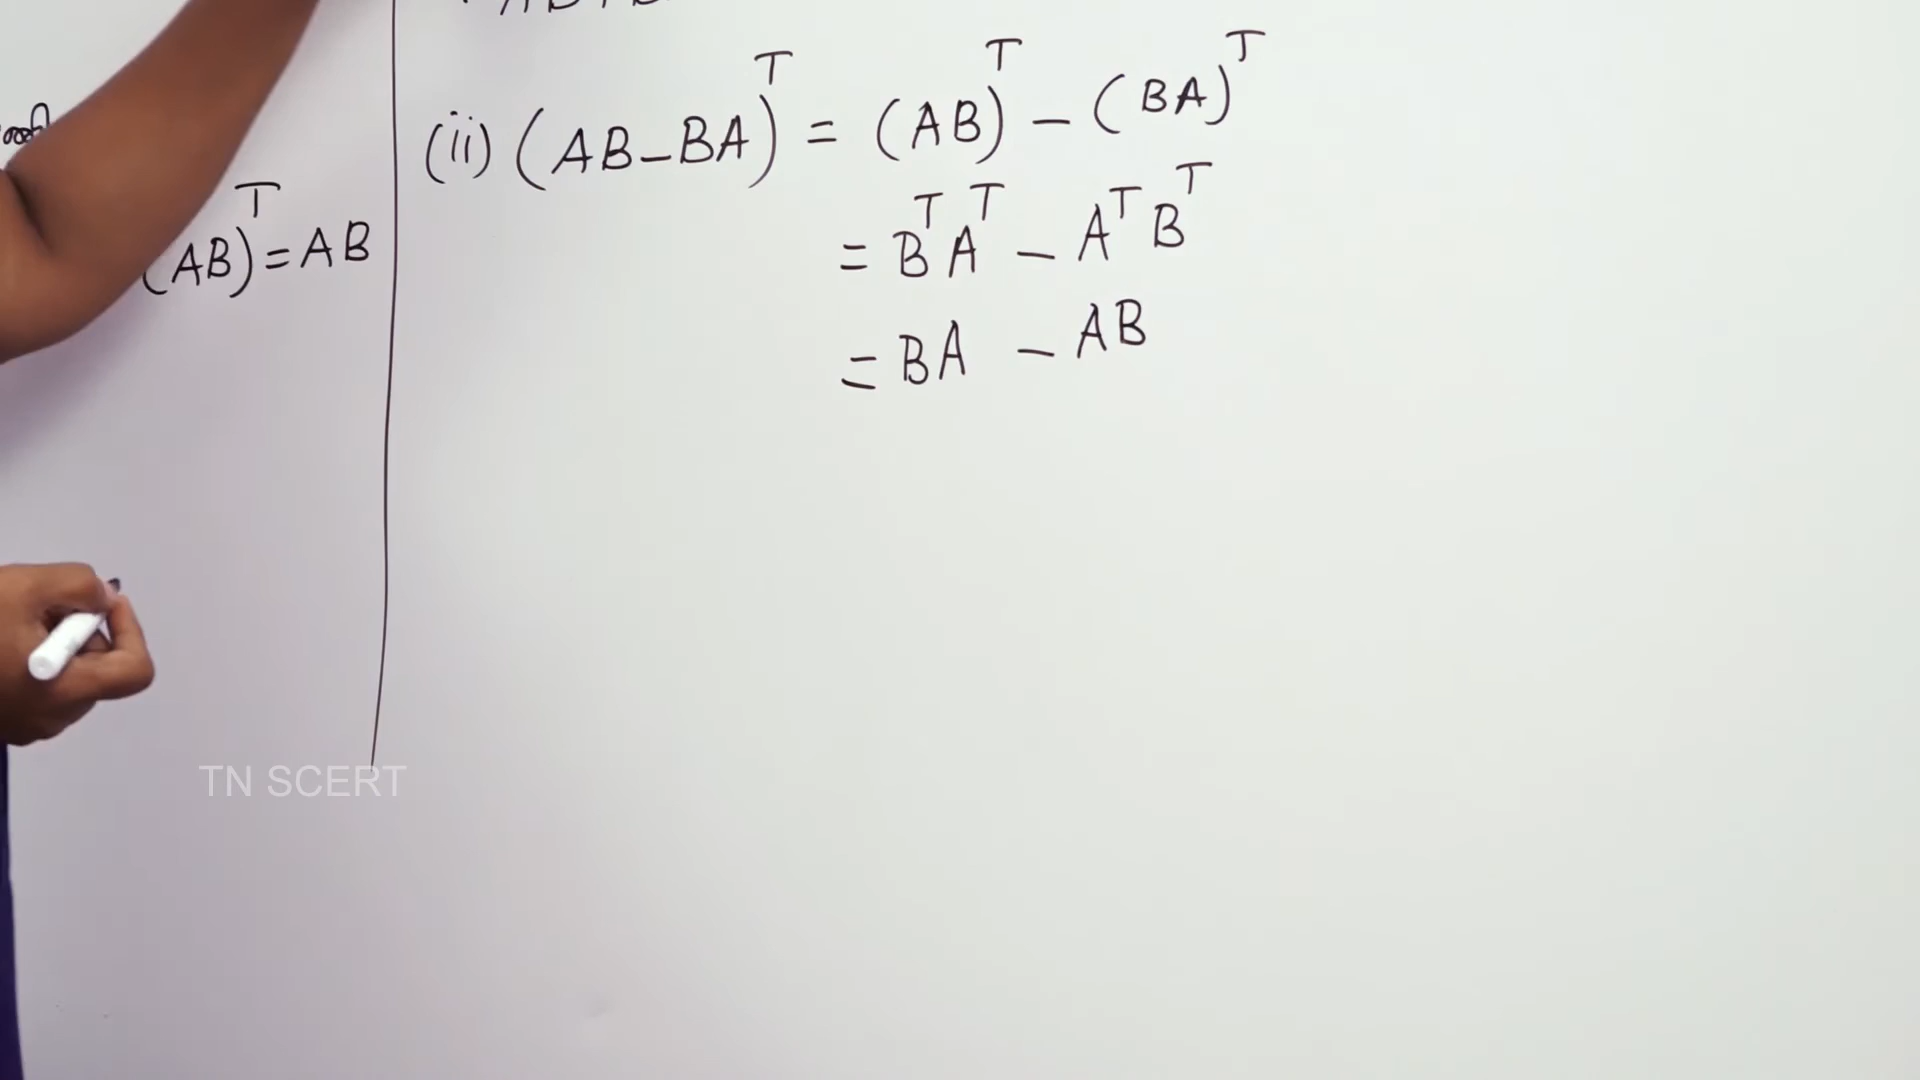 (AB)ᵀ = AB
(ii) (AB – BA)ᵀ = (AB)ᵀ – (BA)ᵀ
= BᵀAᵀ – AᵀBᵀ
= BA – AB
TN SCERT